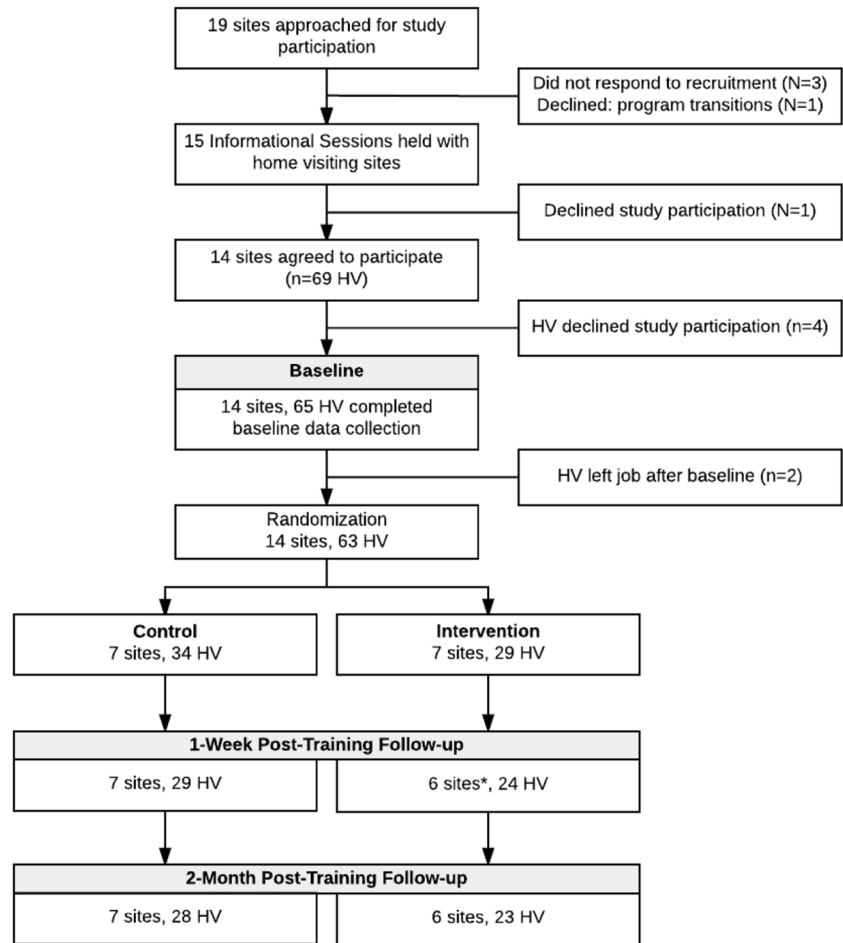 19 sites approached for study
participation
Did not respond to recruitment (N=3)
Declined: program transitions (N=1)
15 Informational Sessions held with
home visiting sites
Declined study participation (N=1)
14 sites agreed to participate
(n=69 HV)
HV declined study participation (n=4)
Baseline
14 sites, 65 HV completed
baseline data collection
HV left job after baseline (n=2)
Randomization
14 sites, 63 HV
Control
7 sites, 34 HV
Intervention
7 sites, 29 HV
1-Week Post-Training Follow-up
7 sites, 29 HV
6 sites*, 24 HV
2-Month Post-Training Follow-up
7 sites, 28 HV
6 sites, 23 HV